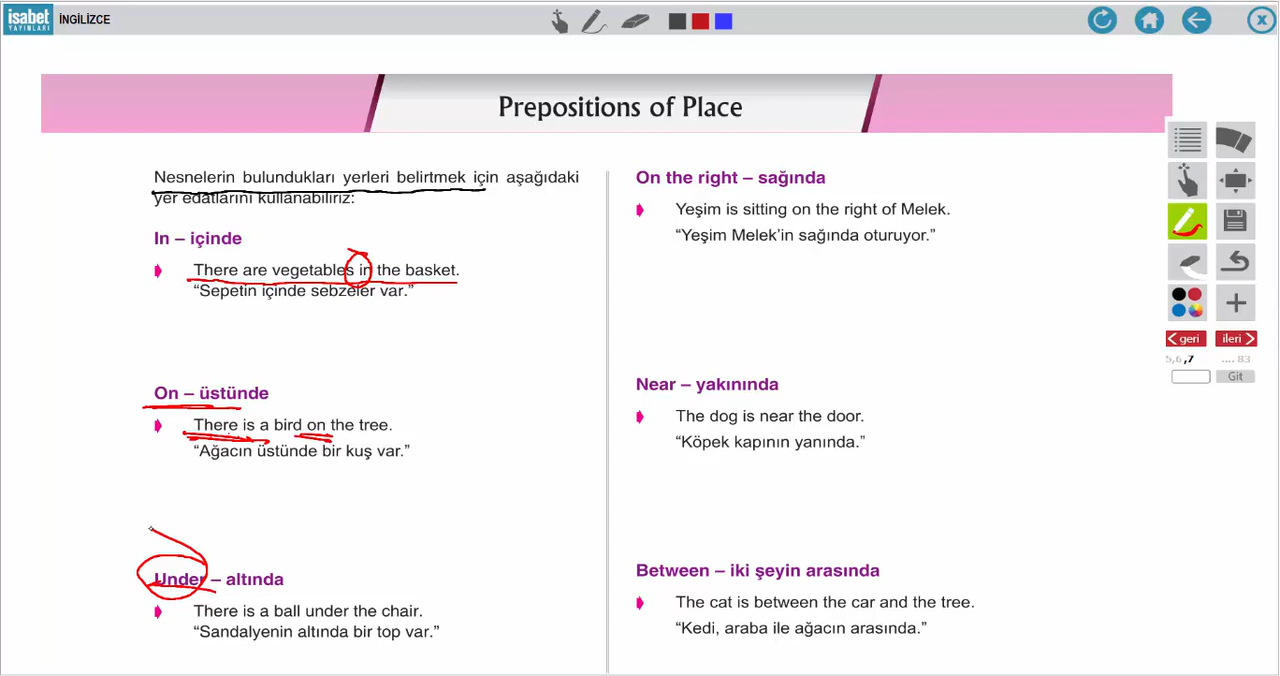 isabet
YAYINLARI
İNGİLİZCE
Prepositions of Place
Nesnelerin bulundukları yerleri belirtmek için aşağıdaki
yer edatlarını kullanabiliriz:
In – içinde
There are vegetables in the basket.
“Sepetin içinde sebzeler var.”
On – üstünde
There is a bird on the tree.
“Ağacın üstünde bir kuş var.”
Under – altında
There is a ball under the chair.
“Sandalyenin altında bir top var.”
On the right – sağında
Yeşim is sitting on the right of Melek.
“Yeşim Melek’in sağında oturuyor.”
Near – yakınında
The dog is near the door.
“Köpek kapının yanında.”
Between – iki şeyin arasında
The cat is between the car and the tree.
“Kedi, araba ile ağacın arasında.”
geri ileri
5,6,7 .... 83
Git